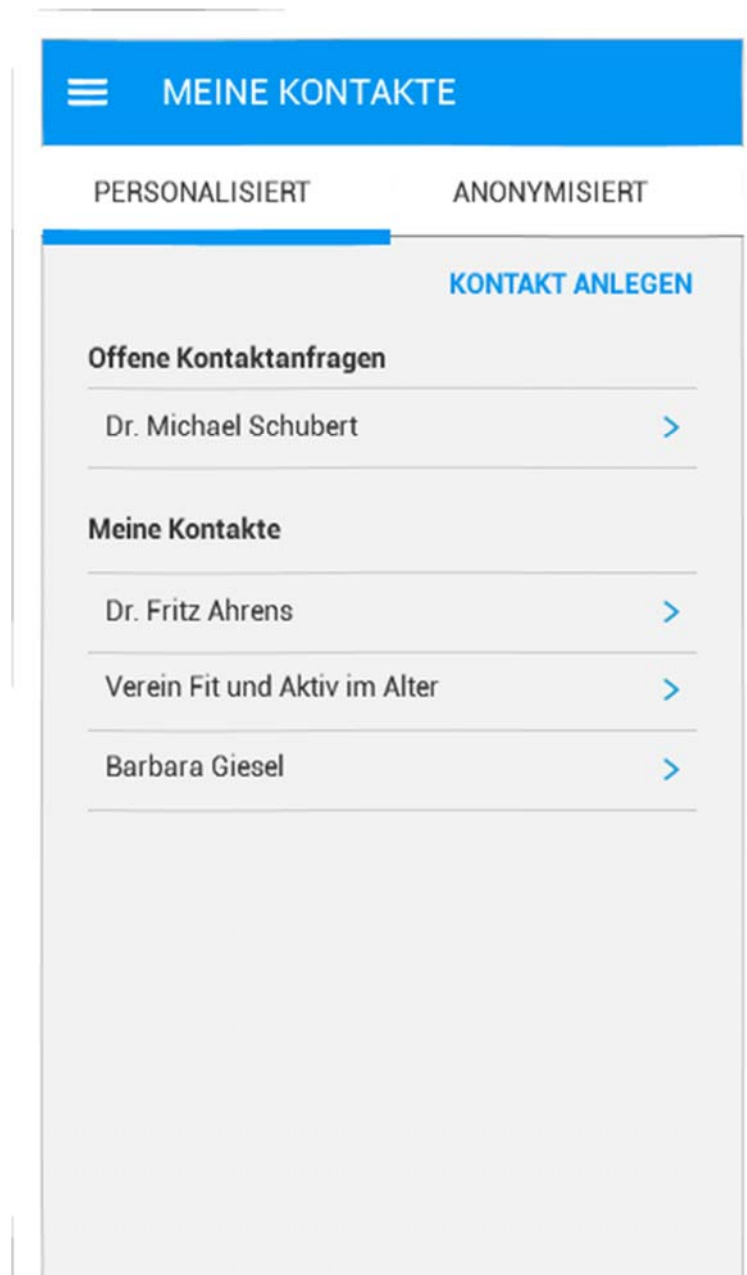 MEINE KONTAKTE
PERSONALISIERT ANONYMISIERT
KONTAKT ANLEGEN
Offene Kontaktanfragen
Dr. Michael Schubert
Meine Kontakte
Dr. Fritz Ahrens
Verein Fit und Aktiv im Alter
Barbara Giesel